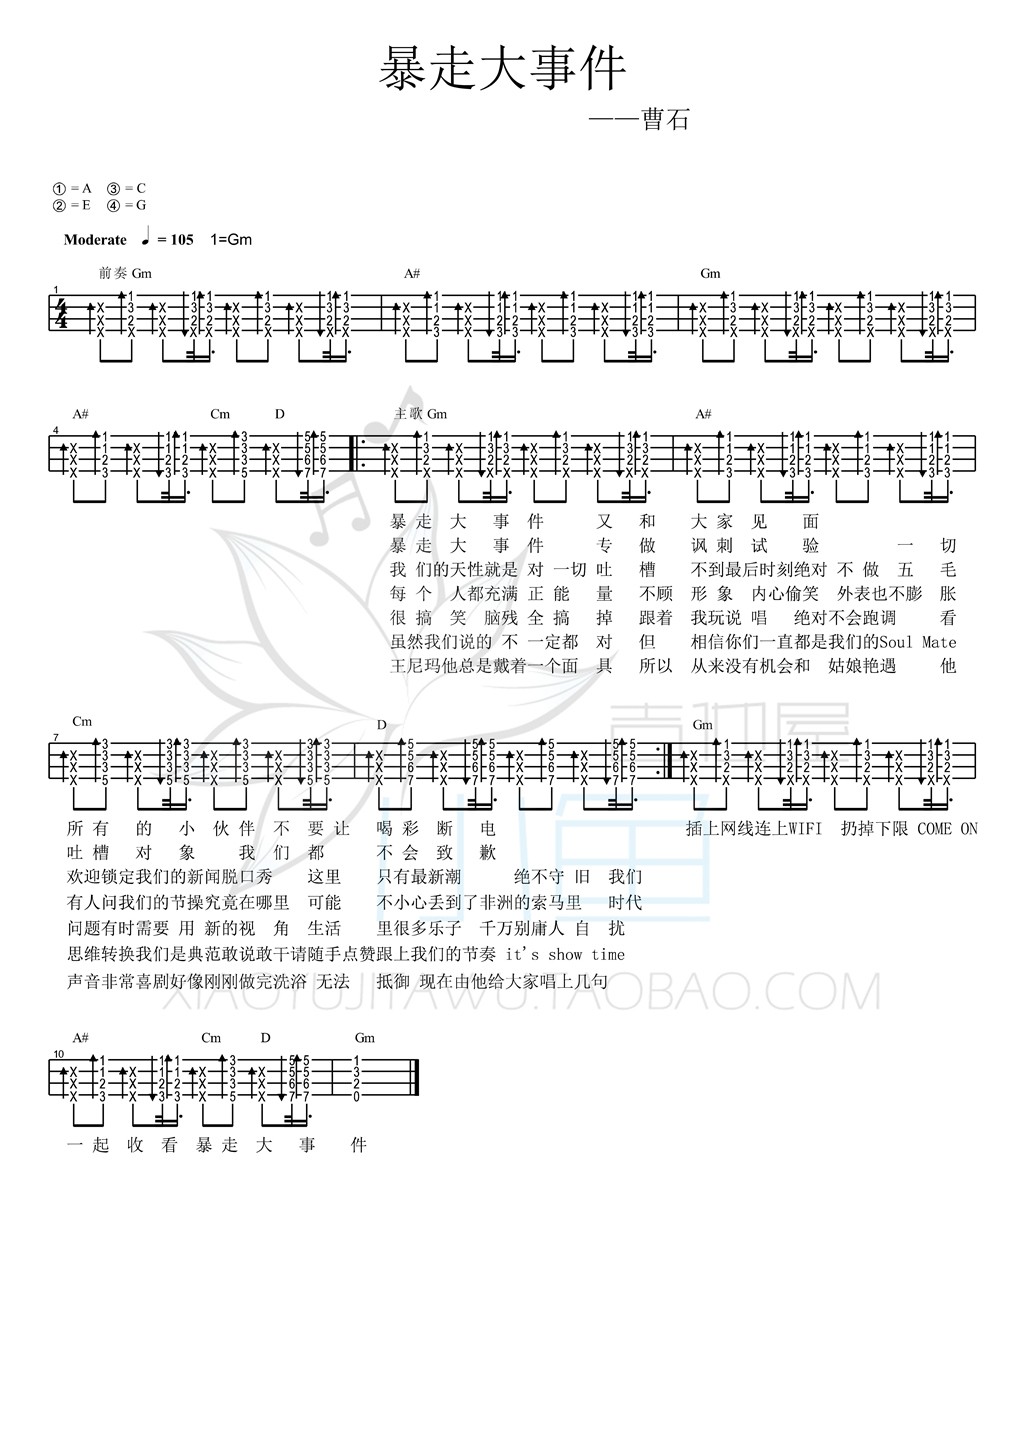 暴走大事件
——曹石
① = A ③ = C
② = E ④ = G
Moderate ♩ = 105 1=Gm
前奏 Gm A# Gm
A# Cm D 主歌 Gm A#
暴 走 大 事 件 又 和 大 家 见 面
暴 走 大 事 件 专 做 讽 刺 试 验 一 切
我 们的天性就是 对 一切 吐 槽 不到最后时刻绝对 不 做 五 毛
每 个 人都充满 正 能 量 不顾 形 象 内心偷笑 外表也不 膨 胀
很 搞 笑 脑残 全 搞 掉 跟着 我玩说 唱 绝对不会跑调 看
虽然我们说的 不 一定都 对 但 相信你们一直都是我们的Soul Mate
王尼玛他总是戴着一个面 具 所以 从来没有机会和 姑娘艳遇 他
Cm D Gm
所 有 的 小 伙 伴 不 要 让 喝 彩 断 电 插上网线连上WIFI 扔掉下限 COME ON
吐 槽 对 象 我 们 都 不 会 致 歉
欢迎锁定我们的新闻脱口秀 这里 只有最新潮 绝不守 旧 我们
有人问我们的节操究竟在哪里 可能 不小心丢到了非洲的索马里 时代
问题有时需要 用 新的视 角 生活 里很多乐子 千万别庸人 自 扰
思维转换我们是典范敢说敢干请随手点赞跟上我们的节奏 it's show time
声音非常喜剧好像刚刚做完洗浴 无法 抵御 现在由他给大家唱上几句
吉他屋
小鱼
XIAOYUJITAWU.TAOBAO.COM
A# Cm D Gm
一 起 收 看 暴 走 大 事 件